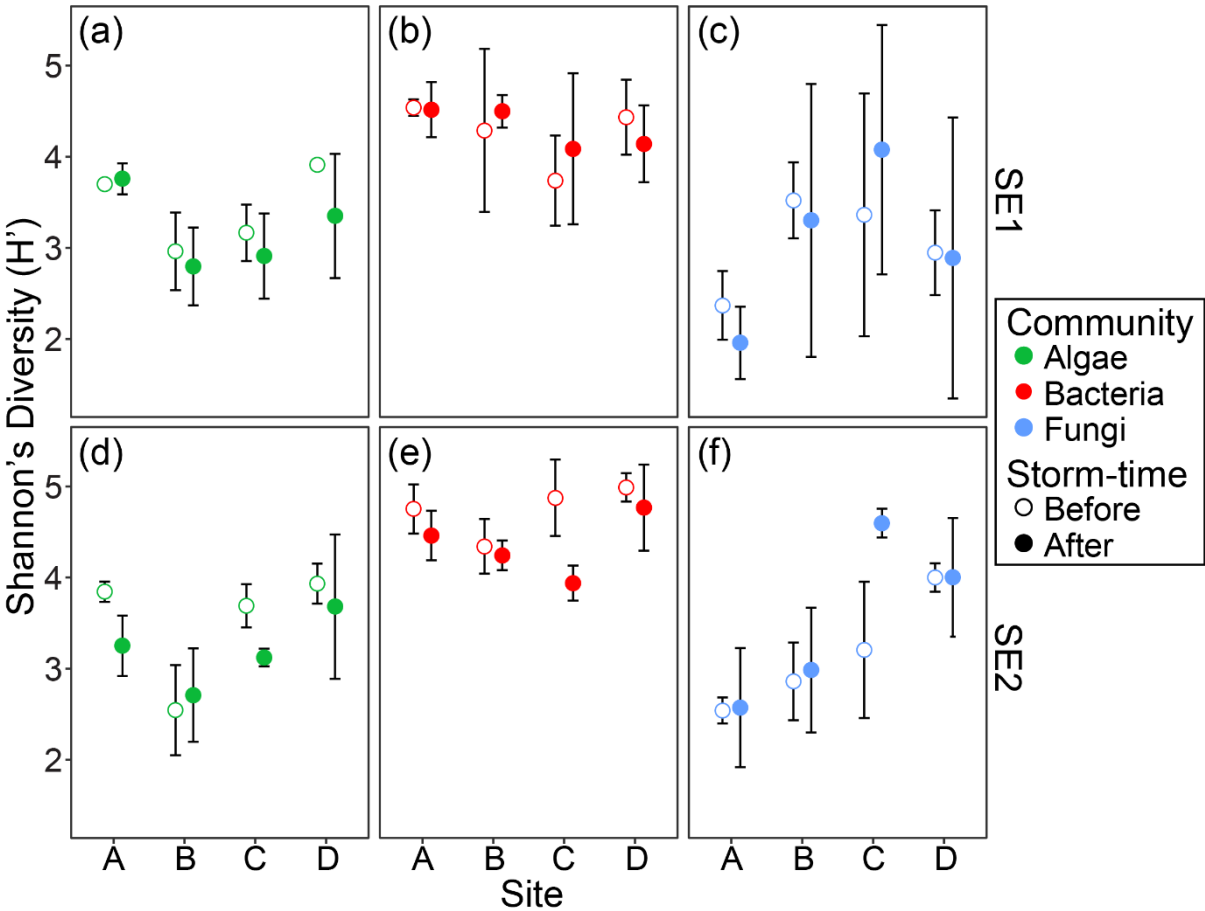 (a)
(b)
(c)
5
4
3
2
SE1
(d)
(e)
(f)
5
4
3
2
SE2
Shannon's Diversity (H')
A B C D
A B C D
A B C D
Site
Community
Algae
Bacteria
Fungi
Storm-time
Before
After